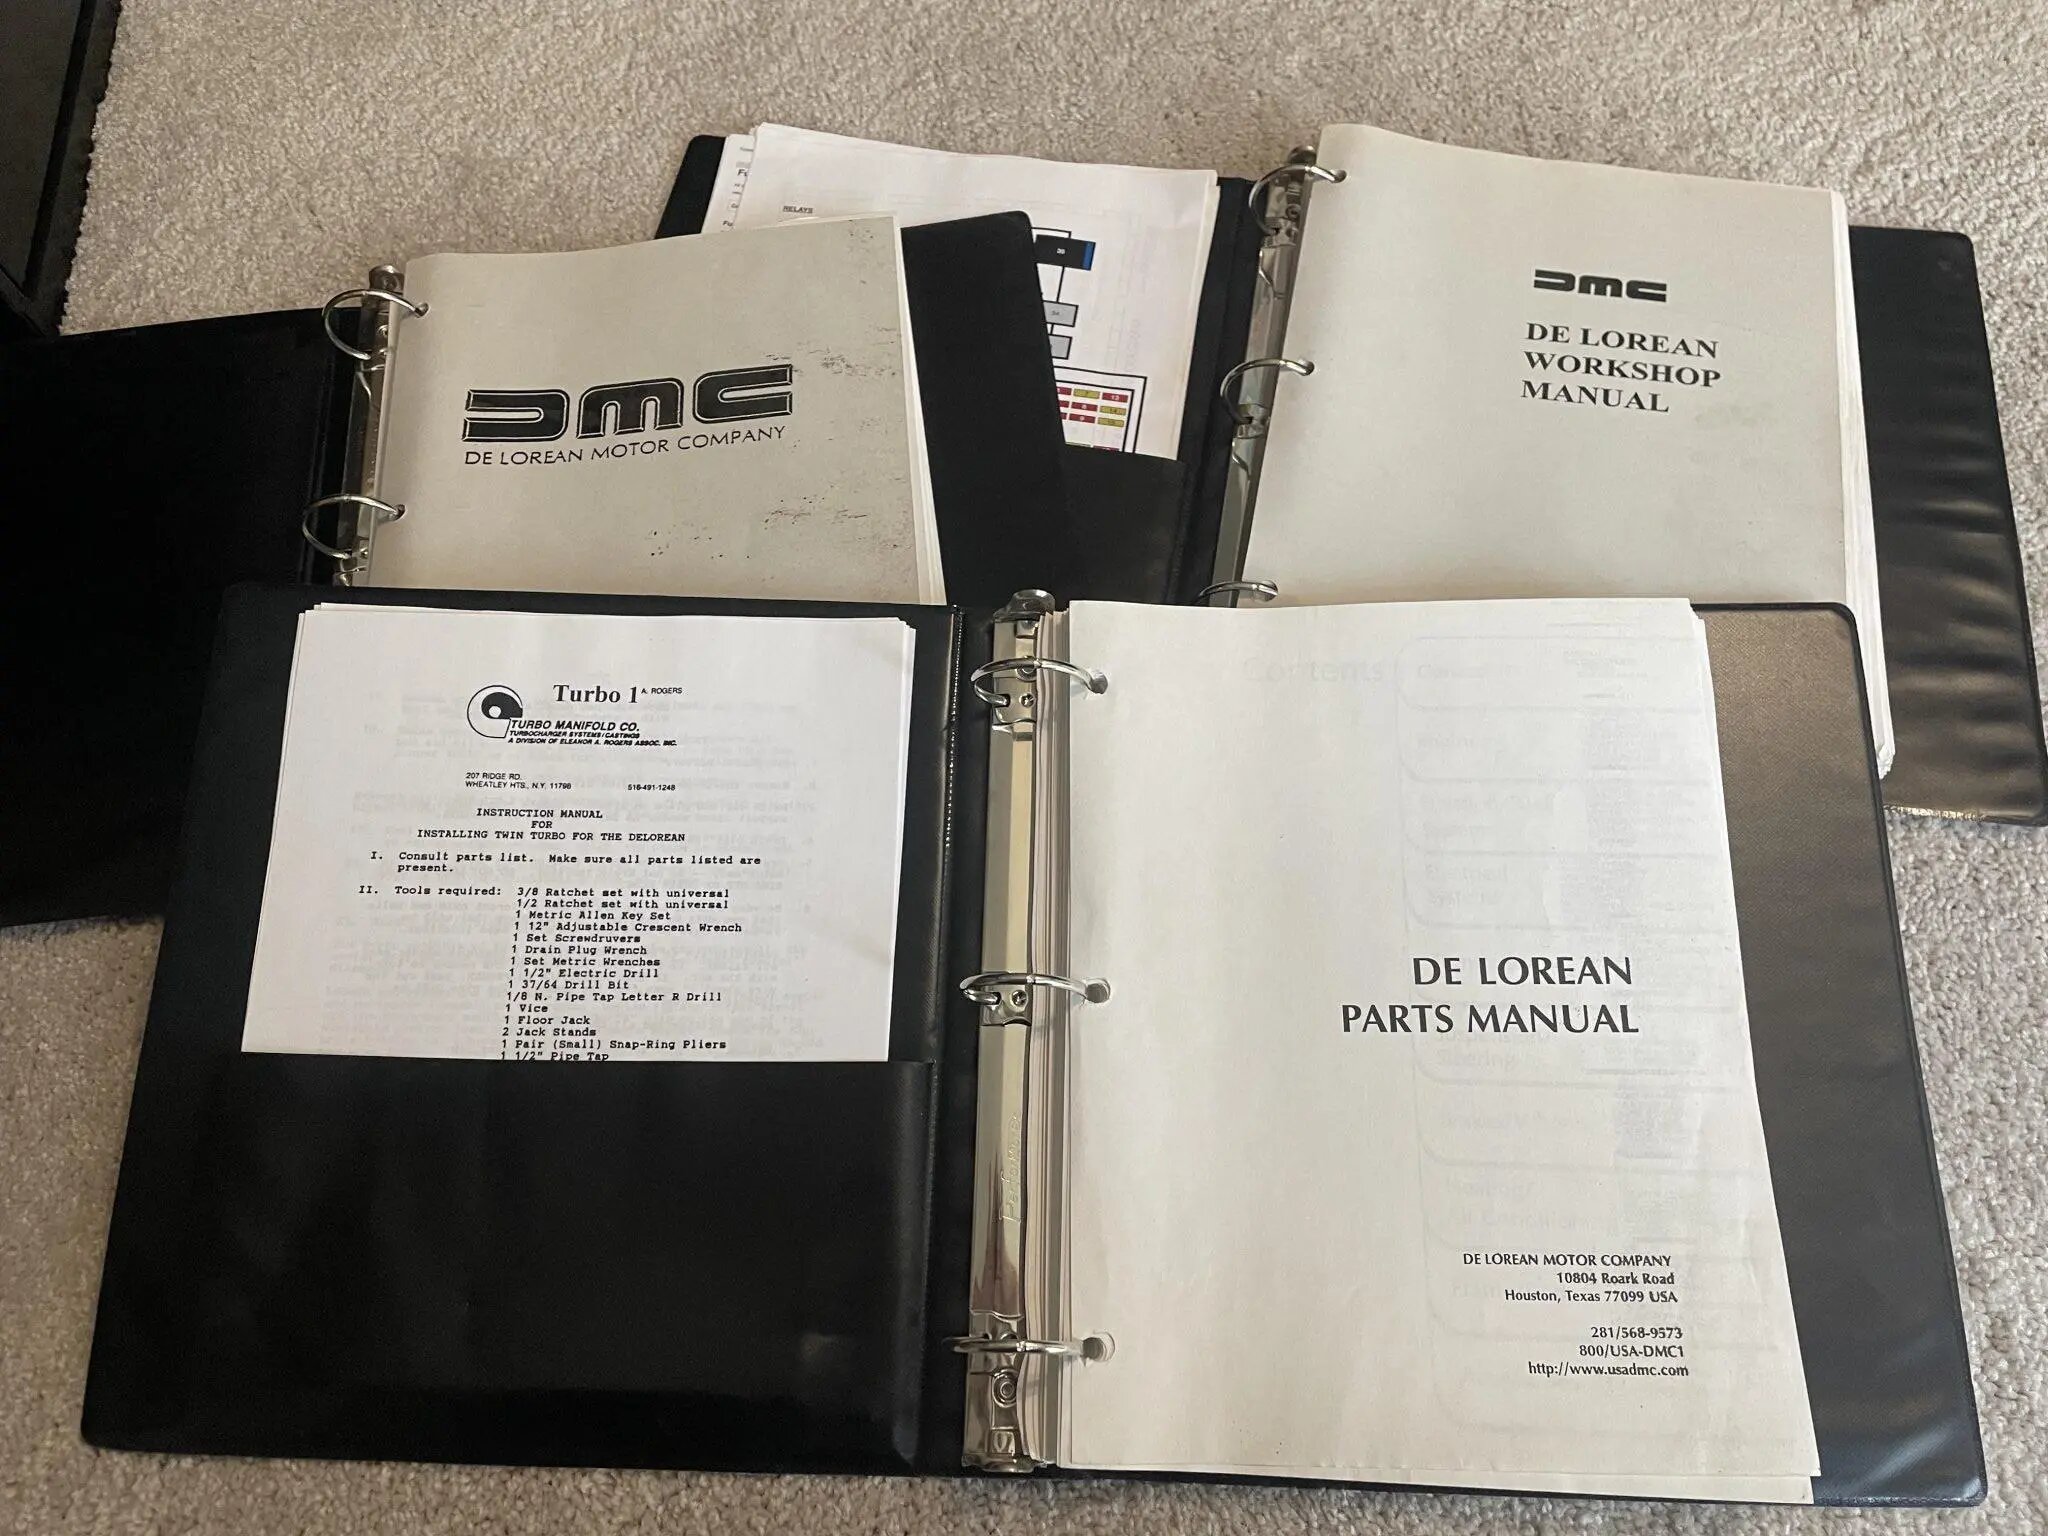 RELAYS
DMC
DE LOREAN MOTOR COMPANY
DMC
DE LOREAN
WORKSHOP
MANUAL
Turbo 1 A. ROGERS
TURBO MANIFOLD CO.
TURBOCHARGER SYSTEMS/CASTINGS
A DIVISION OF ELEANOR A. ROGERS ASSOC. INC.
207 RIDGE RD.
WHEATLEY HTS., N.Y. 11798 516-491-1248
INSTRUCTION MANUAL
FOR
INSTALLING TWIN TURBO FOR THE DELOREAN
I. Consult parts list. Make sure all parts listed are
present.
II. Tools required: 3/8 Ratchet set with universal
1/2 Ratchet set with universal
1 Metric Allen Key Set
1 12" Adjustable Crescent Wrench
1 Set Screwdruvers
1 Drain Plug Wrench
1 Set Metric Wrenches
1 1/2" Electric Drill
1 37/64 Drill Bit
1/8 N. Pipe Tap Letter R Drill
1 Vice
1 Floor Jack
2 Jack Stands
1 Pair (Small) Snap-Ring Pliers
1 1/2" Pipe Tap
Performer
DE LOREAN
PARTS MANUAL
DE LOREAN MOTOR COMPANY
10804 Roark Road
Houston, Texas 77099 USA
281/568-9573
800/USA-DMC1
http://www.usadmc.com